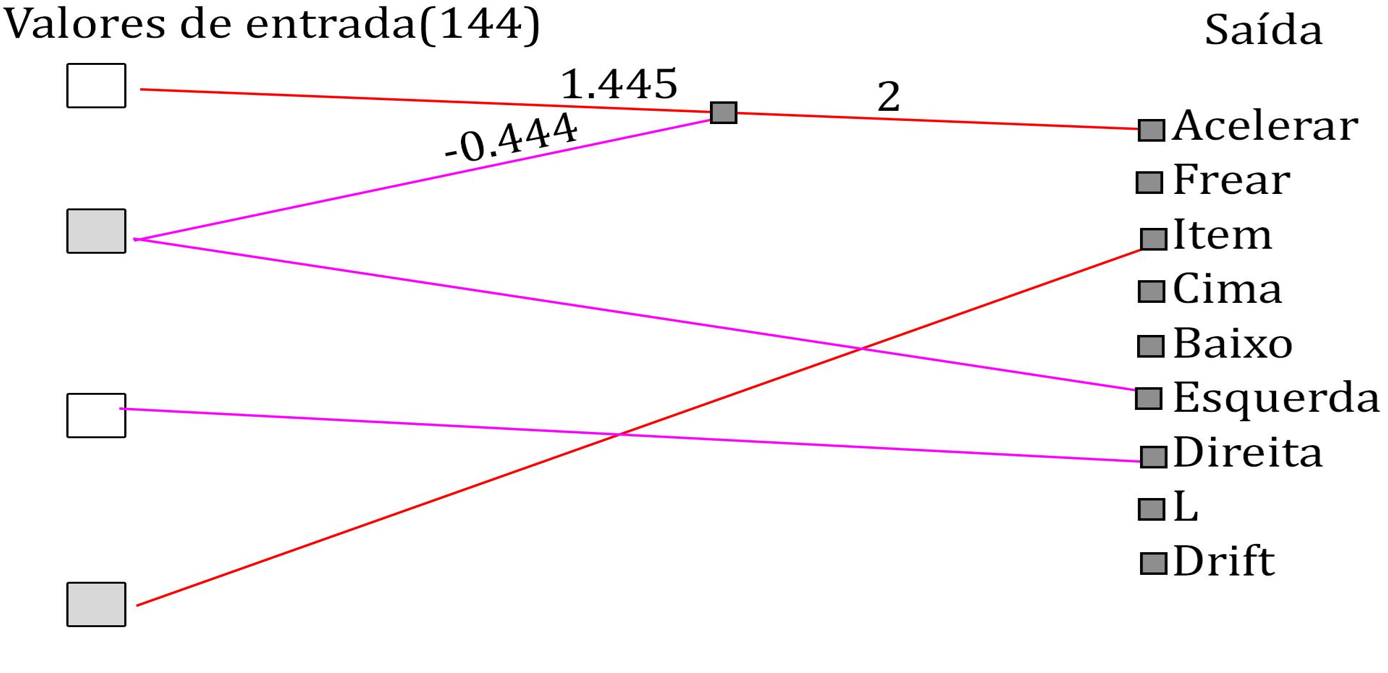 Valores de entrada(144)
Saída
1.445
2
-0.444
Acelerar
Frear
Item
Cima
Baixo
Esquerda
Direita
L
Drift